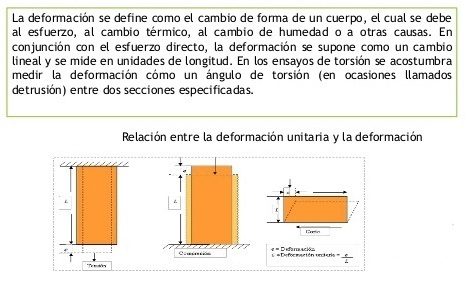 La deformación se define como el cambio de forma de un cuerpo, el cual se debe
al esfuerzo, al cambio térmico, al cambio de humedad o a otras causas. En
conjunción con el esfuerzo directo, la deformación se supone como un cambio
lineal y se mide en unidades de longitud. En los ensayos de torsión se acostumbra
medir la deformación cómo un ángulo de torsión (en ocasiones llamados
detrusión) entre dos secciones especificadas.
Relación entre la deformación unitaria y la deformación
e
L
L
e
L
e
Tensión
Compresión
Corte
e = Deformación
= Deformación unitaria = e
L